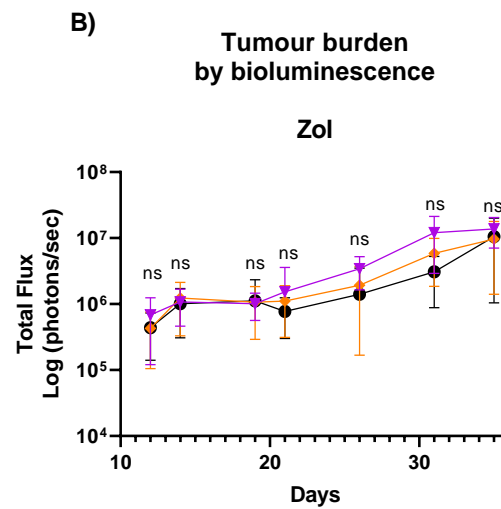 B)
Tumour burden
by bioluminescence
Zol
Total Flux
Log (photons/sec)
10⁸
10⁷
10⁶
10⁵
10⁴
ns ns ns ns ns ns ns
10 20 30
Days